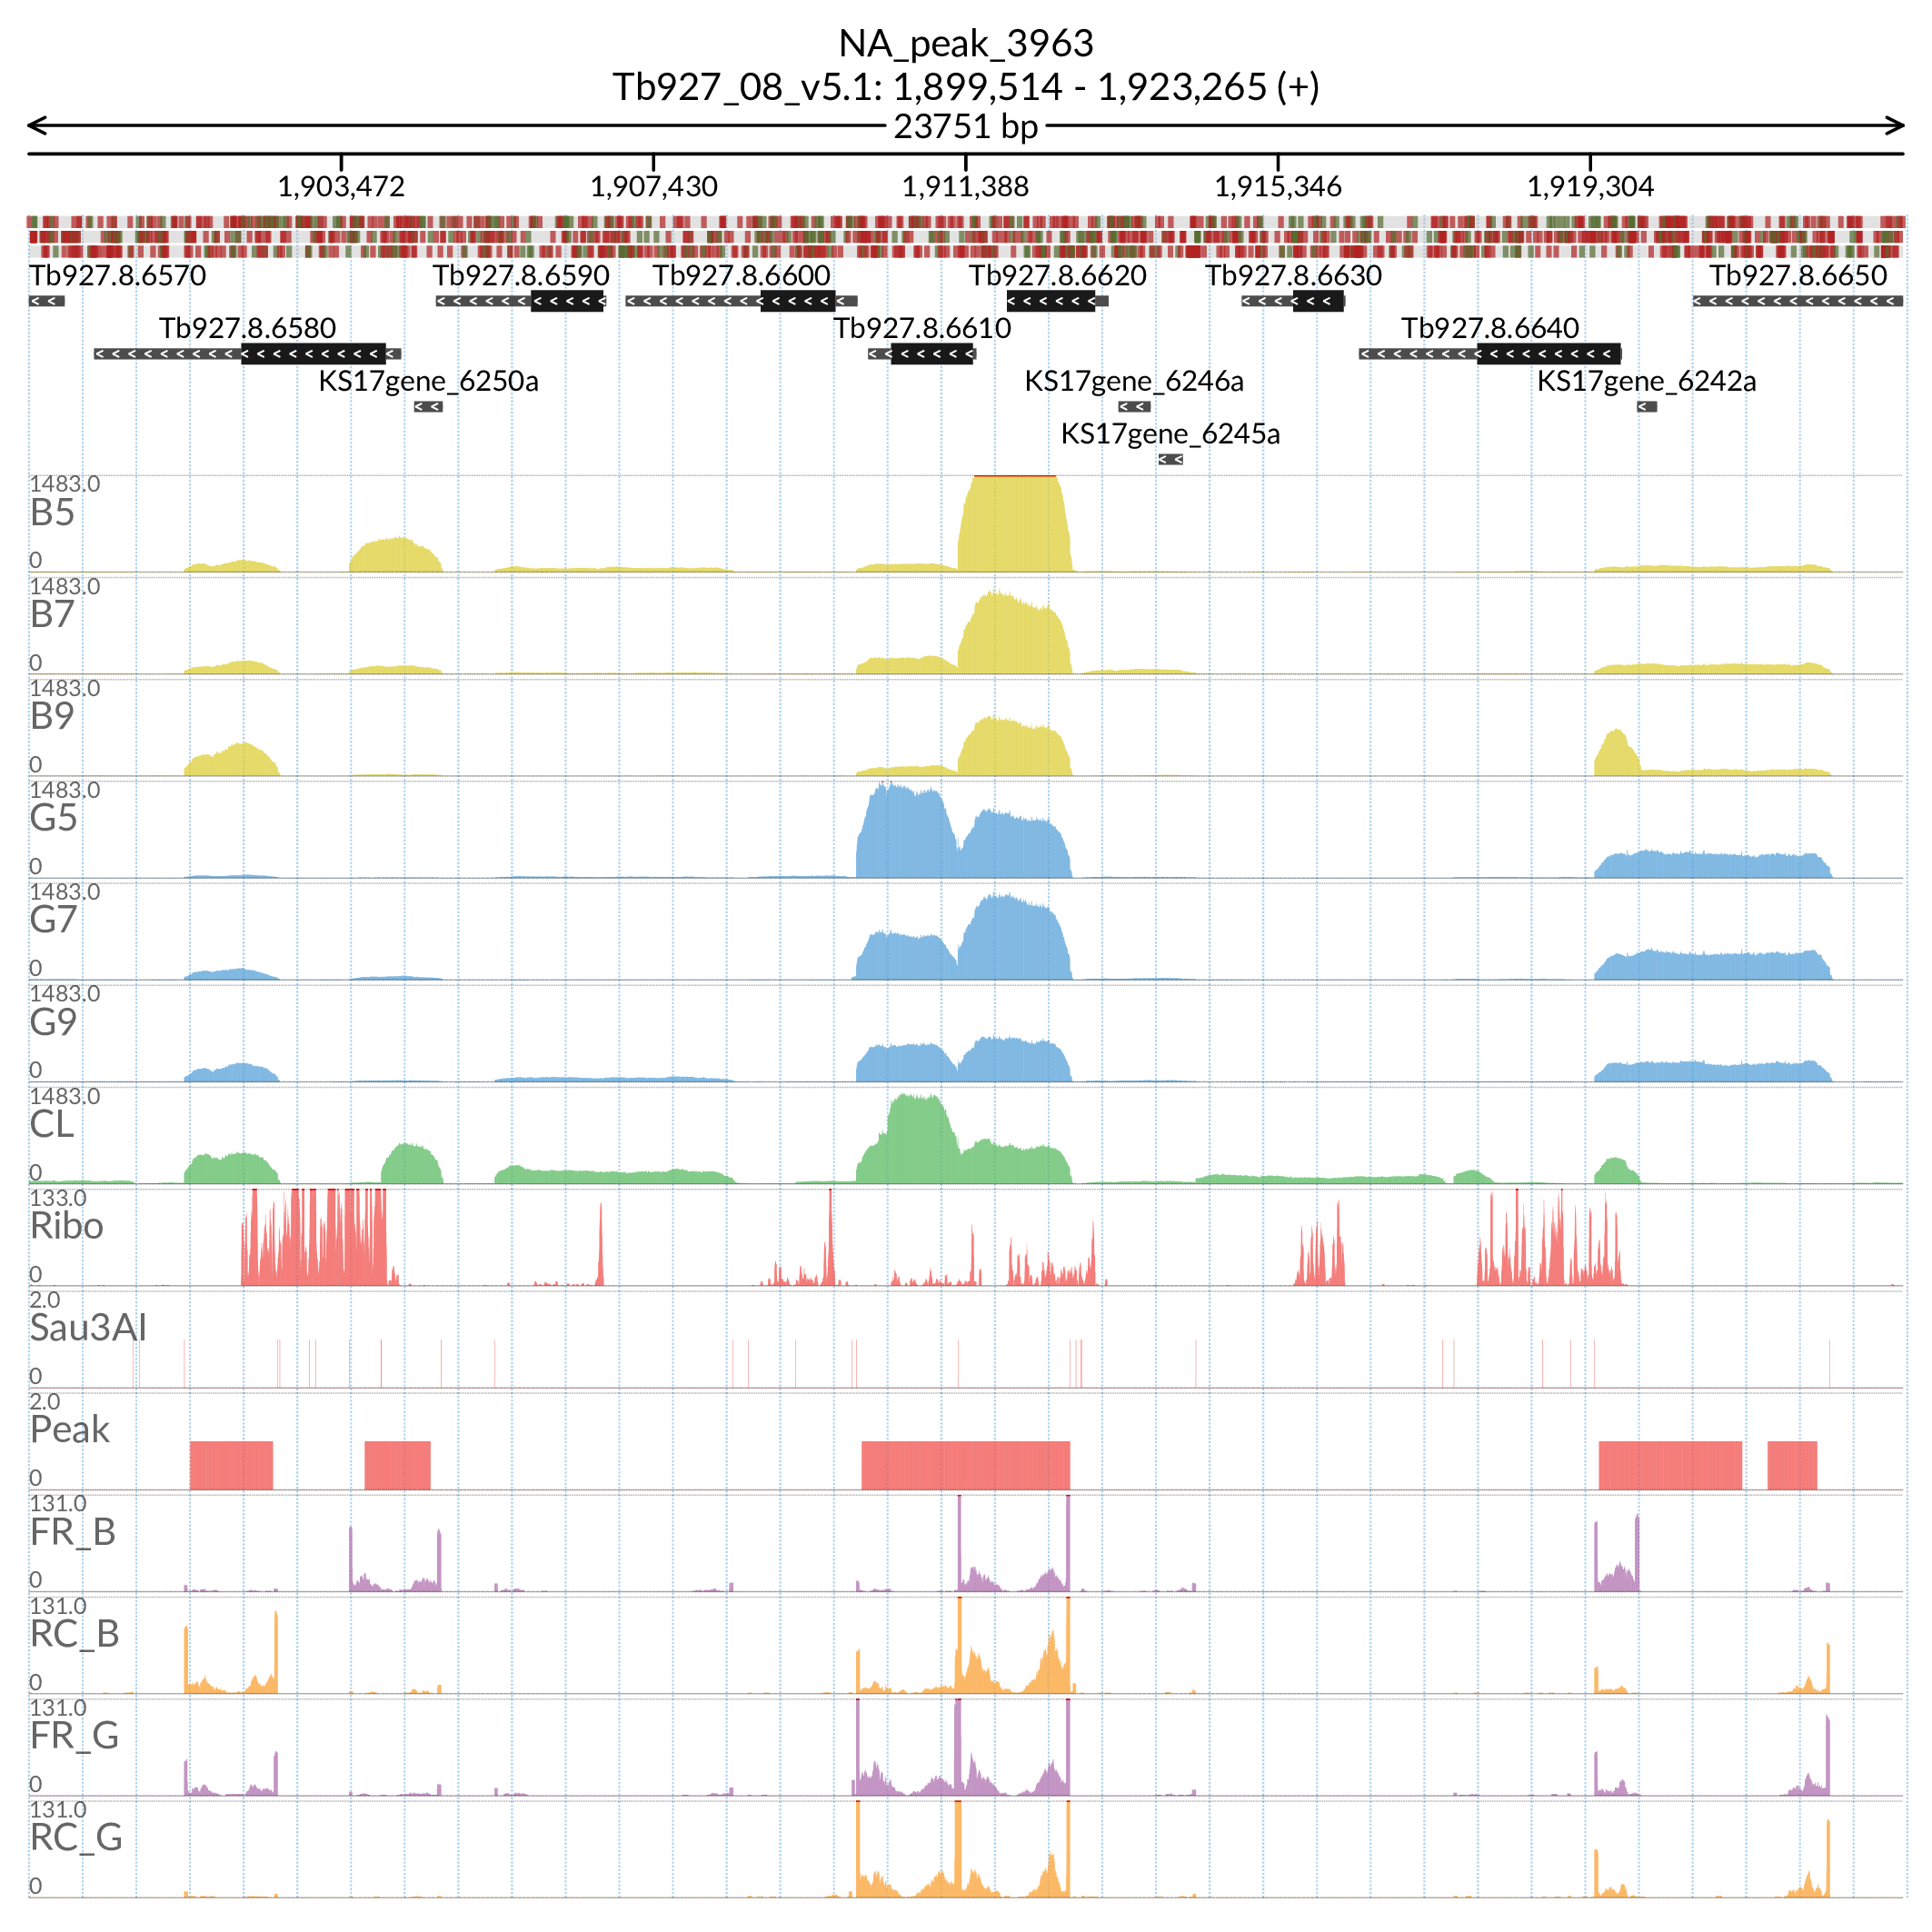 NA_peak_3963
Tb927_08_v5.1: 1,899,514 - 1,923,265 (+)
23751 bp
1,903,472 1,907,430 1,911,388 1,915,346 1,919,304
Tb927.8.6570 Tb927.8.6590 Tb927.8.6600 Tb927.8.6620 Tb927.8.6630 Tb927.8.6650
Tb927.8.6580 Tb927.8.6610 Tb927.8.6640
KS17gene_6250a KS17gene_6246a KS17gene_6242a
KS17gene_6245a
1483.0
B5
0
1483.0
B7
0
1483.0
B9
0
1483.0
G5
0
1483.0
G7
0
1483.0
G9
0
1483.0
CL
0
133.0
Ribo
0
2.0
Sau3AI
0
2.0
Peak
0
131.0
FR_B
0
131.0
RC_B
0
131.0
FR_G
0
131.0
RC_G
0